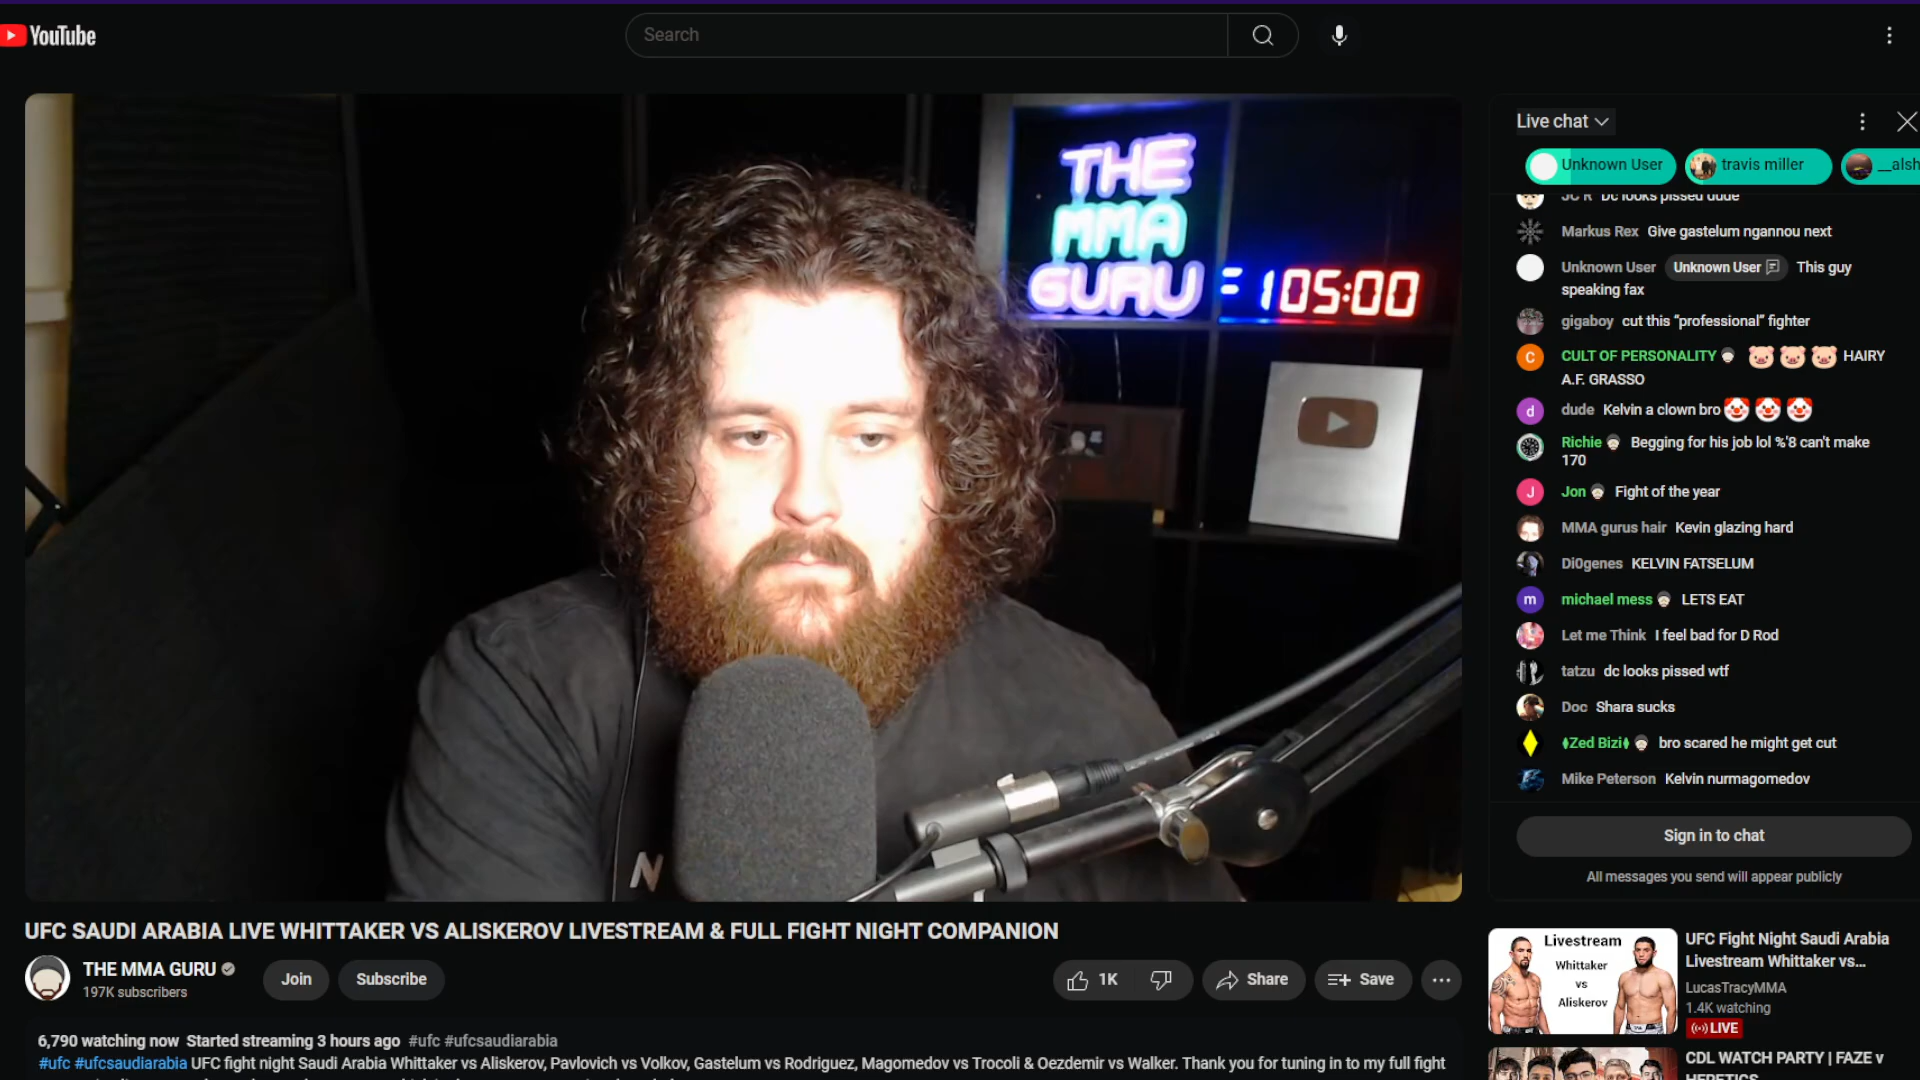 YouTube
Search
THE
MMA
GURU
=105:00
N
Live chat
Unknown User
travis miller
__alsh
JC R Dc looks pissed dude
Markus Rex Give gastelum ngannou next
Unknown User Unknown User This guy
speaking fax
gigaboy cut this “professional” fighter
C CULT OF PERSONALITY HAIRY
A.F. GRASSO
d dude Kelvin a clown bro
Richie Begging for his job lol %'8 can't make
170
J Jon Fight of the year
MMA gurus hair Kevin glazing hard
Di0genes KELVIN FATSELUM
m michael mess LETS EAT
Let me Think I feel bad for D Rod
tatzu dc looks pissed wtf
Doc Shara sucks
Zed Bizi bro scared he might get cut
Mike Peterson Kelvin nurmagomedov
Sign in to chat
All messages you send will appear publicly
UFC SAUDI ARABIA LIVE WHITTAKER VS ALISKEROV LIVESTREAM & FULL FIGHT NIGHT COMPANION
THE MMA GURU
197K subscribers
Join
Subscribe
1K
Share
Save
6,790 watching now Started streaming 3 hours ago #ufc #ufcsaudiarabia
#ufc #ufcsaudiarabia UFC fight night Saudi Arabia Whittaker vs Aliskerov, Pavlovich vs Volkov, Gastelum vs Rodriguez, Magomedov vs Trocoli & Oezdemir vs Walker. Thank you for tuning in to my full fight
Livestream
Whittaker
vs
Aliskerov
UFC Fight Night Saudi Arabia
Livestream Whittaker vs...
LucasTracyMMA
1.4K watching
LIVE
CDL WATCH PARTY | FAZE v
HERETICS